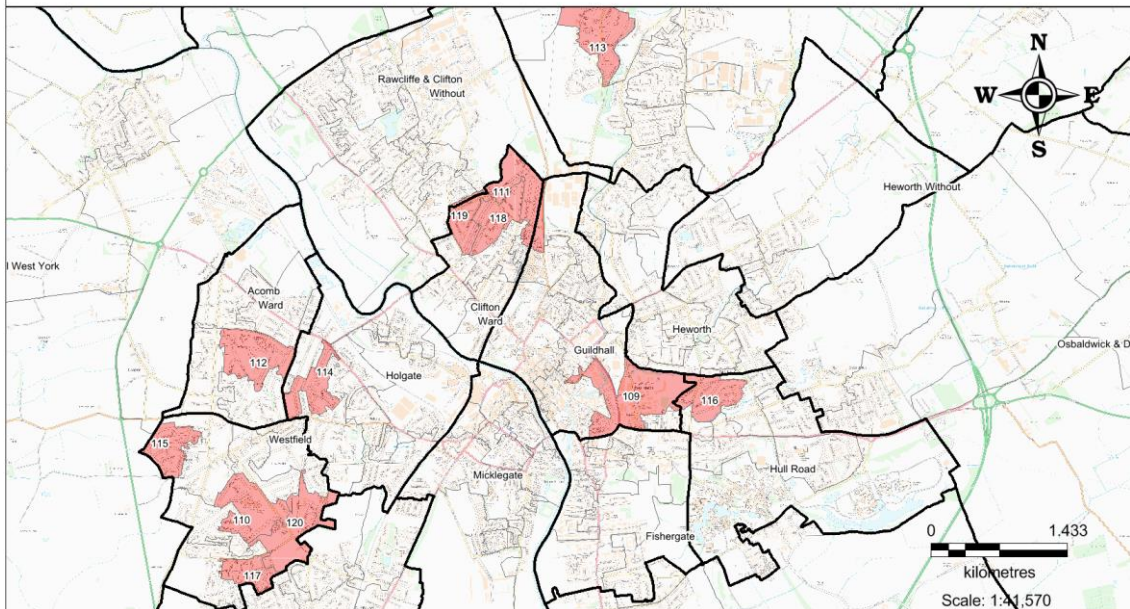 113
N
Rawcliffe & Clifton
Without
W
E
S
111
Heworth Without
119
118
l West York
Acomb
Ward
Clifton
Ward
Heworth
Guildhall
Osbaldwick & D
112
114
Holgate
109
116
115
Westfield
Micklegate
Hull Road
110
120
Fishergate
0
1.433
117
kilometres
Scale: 1:41,570